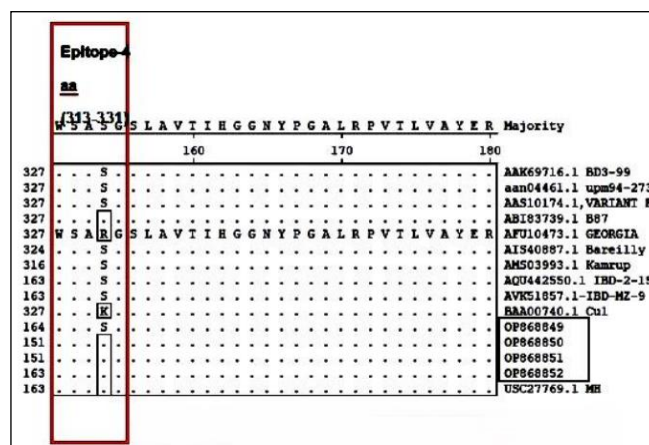 Epitope-4
aa
(313-331)
W S A S G S L A V T I H G G N Y P G A L R P V T L V A Y E R Majority
160 170 180
327 . . . S . . . . . . . . . . . . . . . . . . . . . . . . . . AAK69716.1 BD3-99
327 . . . S . . . . . . . . . . . . . . . . . . . . . . . . . . aan04461.1 upm94-273
327 . . . S . . . . . . . . . . . . . . . . . . . . . . . . . . AAS10174.1,VARIANT
327 . . . . . . . . . . . . . . . . . . . . . . . . . . . . . . ABI83739.1 B87
327 W S A R G S L A V T I H G G N Y P G A L R P V T L V A Y E R AFU10473.1 GEORGIA
324 . . . S . . . . . . . . . . . . . . . . . . . . . . . . . . AIS40887.1 Bareilly
316 . . . S . . . . . . . . . . . . . . . . . . . . . . . . . . AMS03993.1 Kamrup
163 . . . S . . . . . . . . . . . . . . . . . . . . . . . . . . AQU442550.1 IBD-2-15
163 . . . S . . . . . . . . . . . . . . . . . . . . . . . . . . AVK51857.1-IBD-MZ-9
327 . . . K . . . . . . . . . . . . . . . . . . . . . . . . . . BAA00740.1 Cu1
164 . . . S . . . . . . . . . . . . . . . . . . . . . . . . . . OP868849
151 . . . . . . . . . . . . . . . . . . . . . . . . . . . . . . OP868850
151 . . . . . . . . . . . . . . . . . . . . . . . . . . . . . . OP868851
163 . . . . . . . . . . . . . . . . . . . . . . . . . . . . . . OP868852
163 . . . . . . . . . . . . . . . . . . . . . . . . . . . . . . USC27769.1 MH